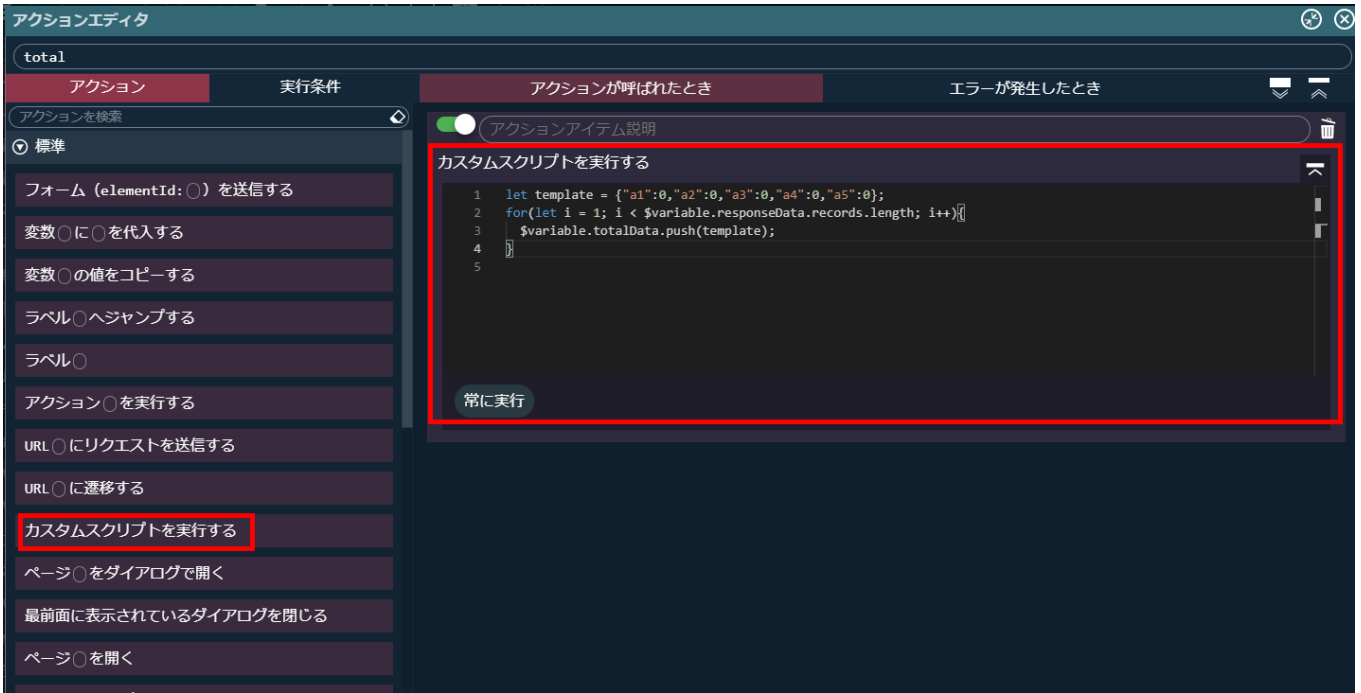 アクションエディタ
total
アクション
実行条件
アクションが呼ばれたとき
エラーが発生したとき
アクションを検索
標準
フォーム (elementId:○) を送信する
変数○に○を代入する
変数○の値をコピーする
ラベル○へジャンプする
ラベル○
アクション○を実行する
URL○にリクエストを送信する
URL○に遷移する
カスタムスクリプトを実行する
ページ○をダイアログで開く
最前面に表示されているダイアログを閉じる
ページ○を開く
アクションアイテム説明
カスタムスクリプトを実行する
1 let template = {"a1":0,"a2":0,"a3":0,"a4":0,"a5":0};
2 for(let i = 1; i < $variable.responseData.records.length; i++){
3 $variable.totalData.push(template);
4 }
5
常に実行